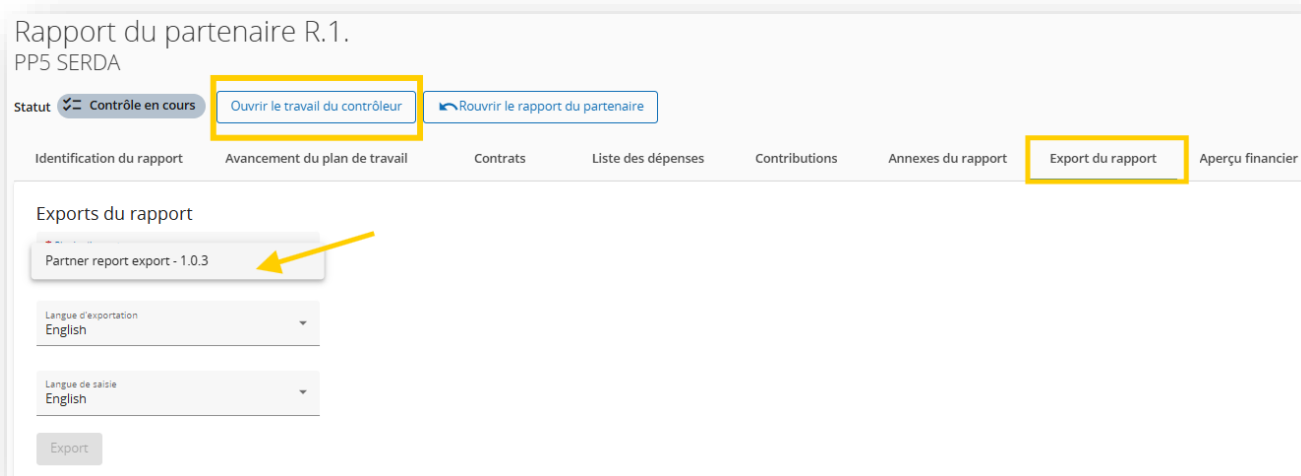 Rapport du partenaire R.1.
PP5 SERDA
Statut Contrôle en cours Ouvrir le travail du contrôleur Rouvrir le rapport du partenaire
Identification du rapport Avancement du plan de travail Contrats Liste des dépenses Contributions Annexes du rapport Export du rapport Aperçu financier
Exports du rapport
Partner report export - 1.0.3
Langue d'exportation
English
Langue de saisie
English
Export